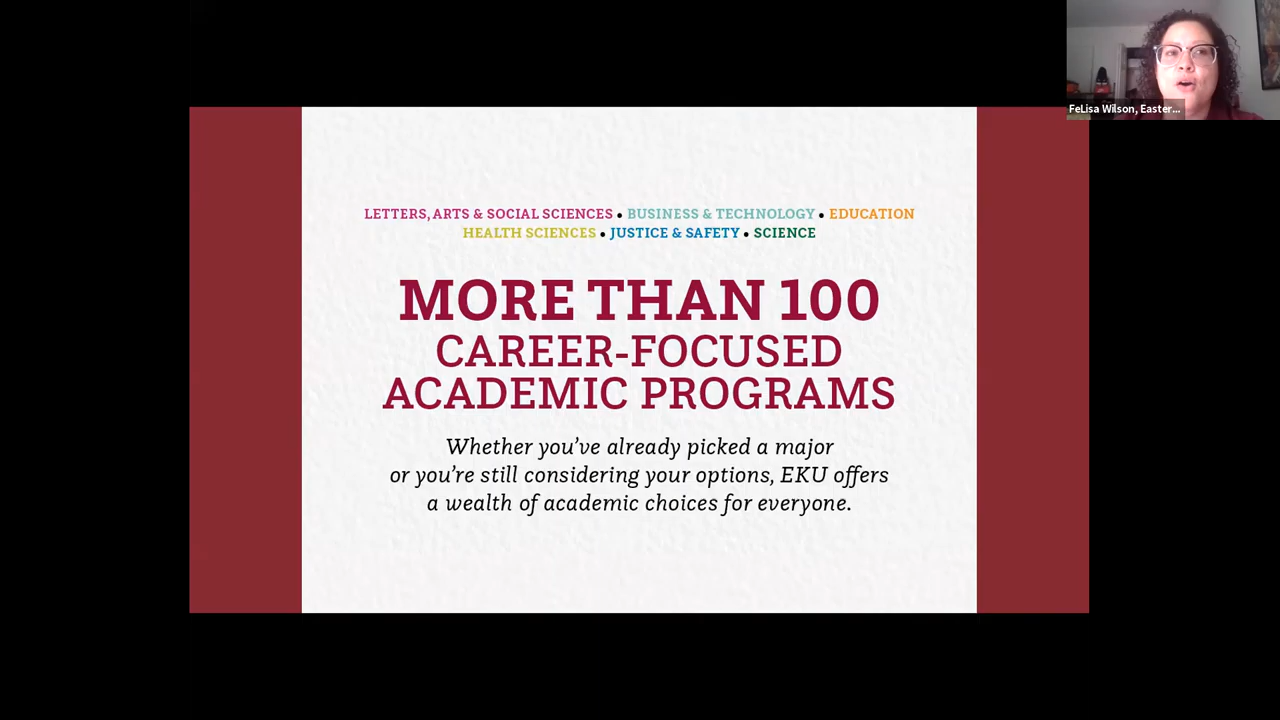 FeLisa Wilson, Easter...
LETTERS, ARTS & SOCIAL SCIENCES • BUSINESS & TECHNOLOGY • EDUCATION
HEALTH SCIENCES • JUSTICE & SAFETY • SCIENCE
MORE THAN 100
CAREER-FOCUSED
ACADEMIC PROGRAMS
Whether you’ve already picked a major
or you’re still considering your options, EKU offers
a wealth of academic choices for everyone.